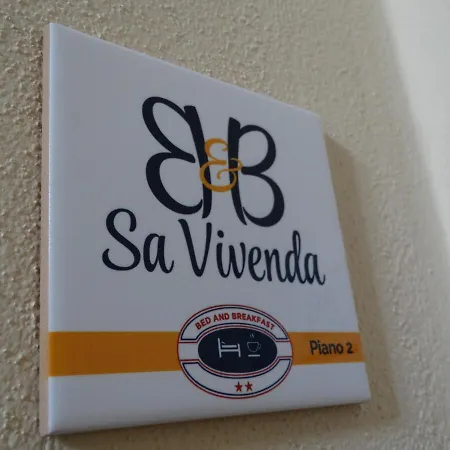 B&B
Sa Vivenda
BED AND BREAKFAST
Piano 2